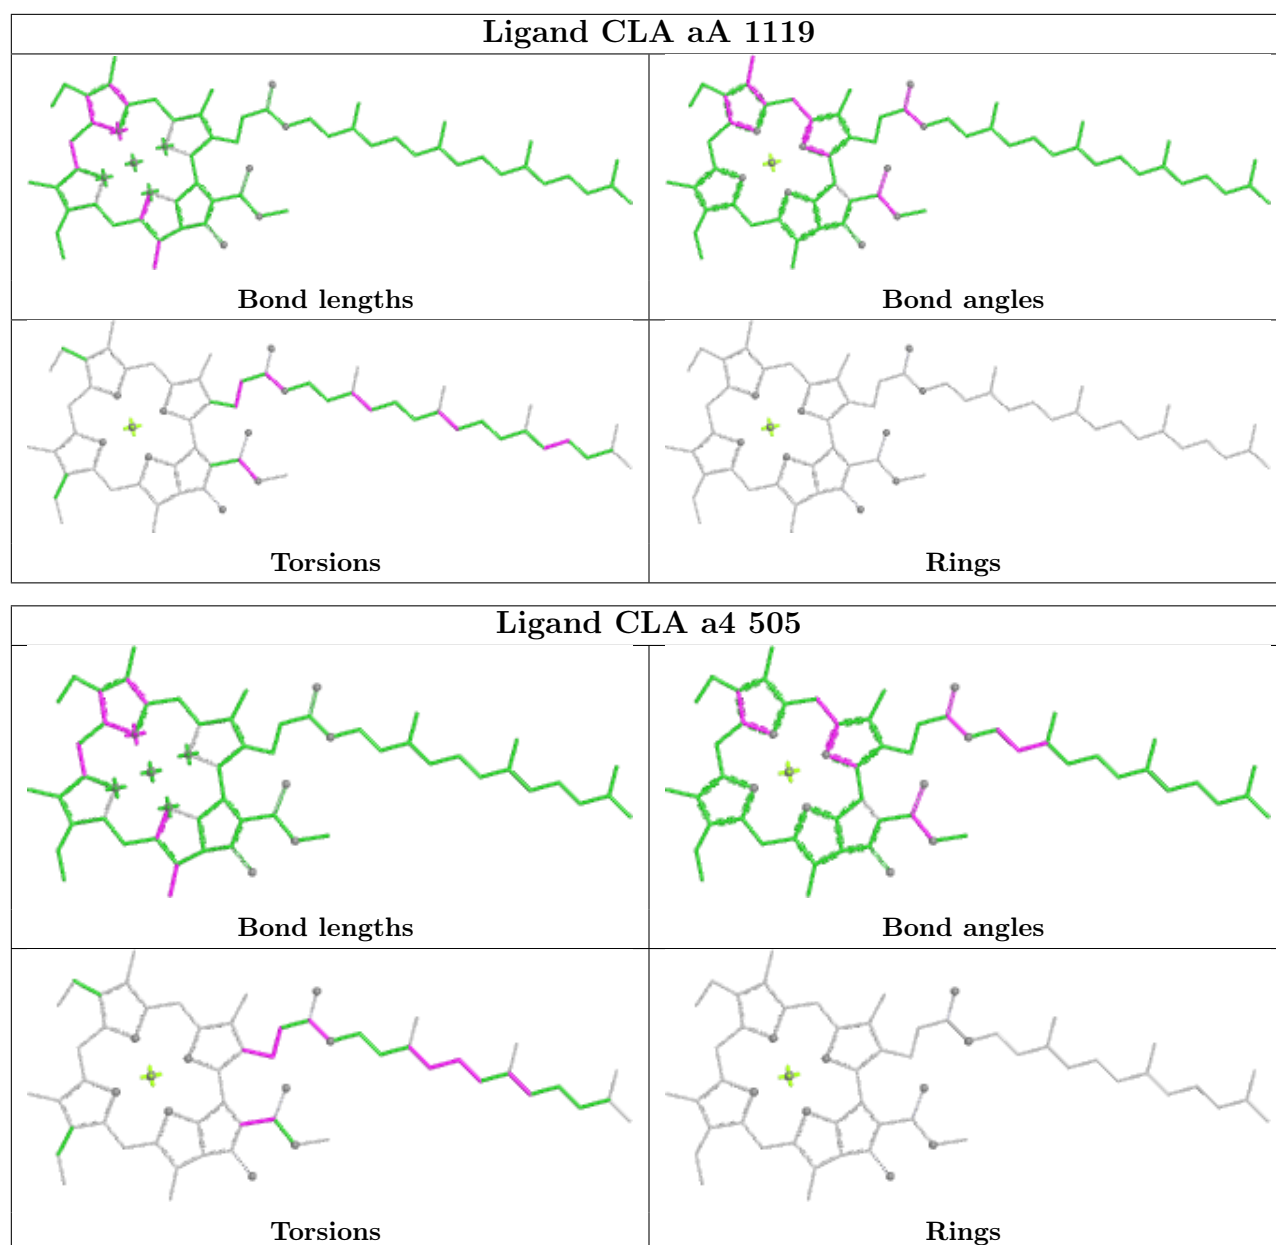 Ligand CLA aA 1119
Bond lengths
Bond angles
Torsions
Rings
Ligand CLA a4 505
Bond lengths
Bond angles
Torsions
Rings